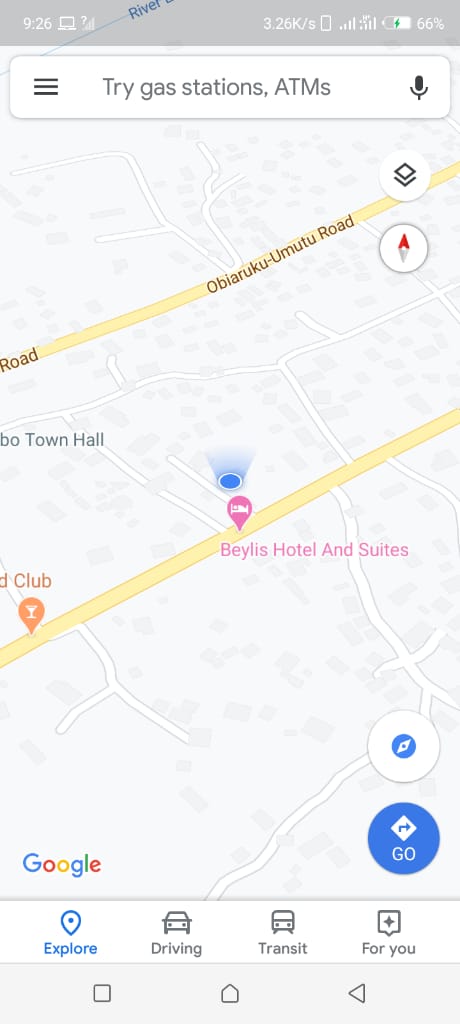 9:26 3.26K/s 66%
River
Try gas stations, ATMs
Obiaruku-Umutu Road
Road
bo Town Hall
Beylis Hotel And Suites
d Club
GO
Google
Explore Driving Transit For you